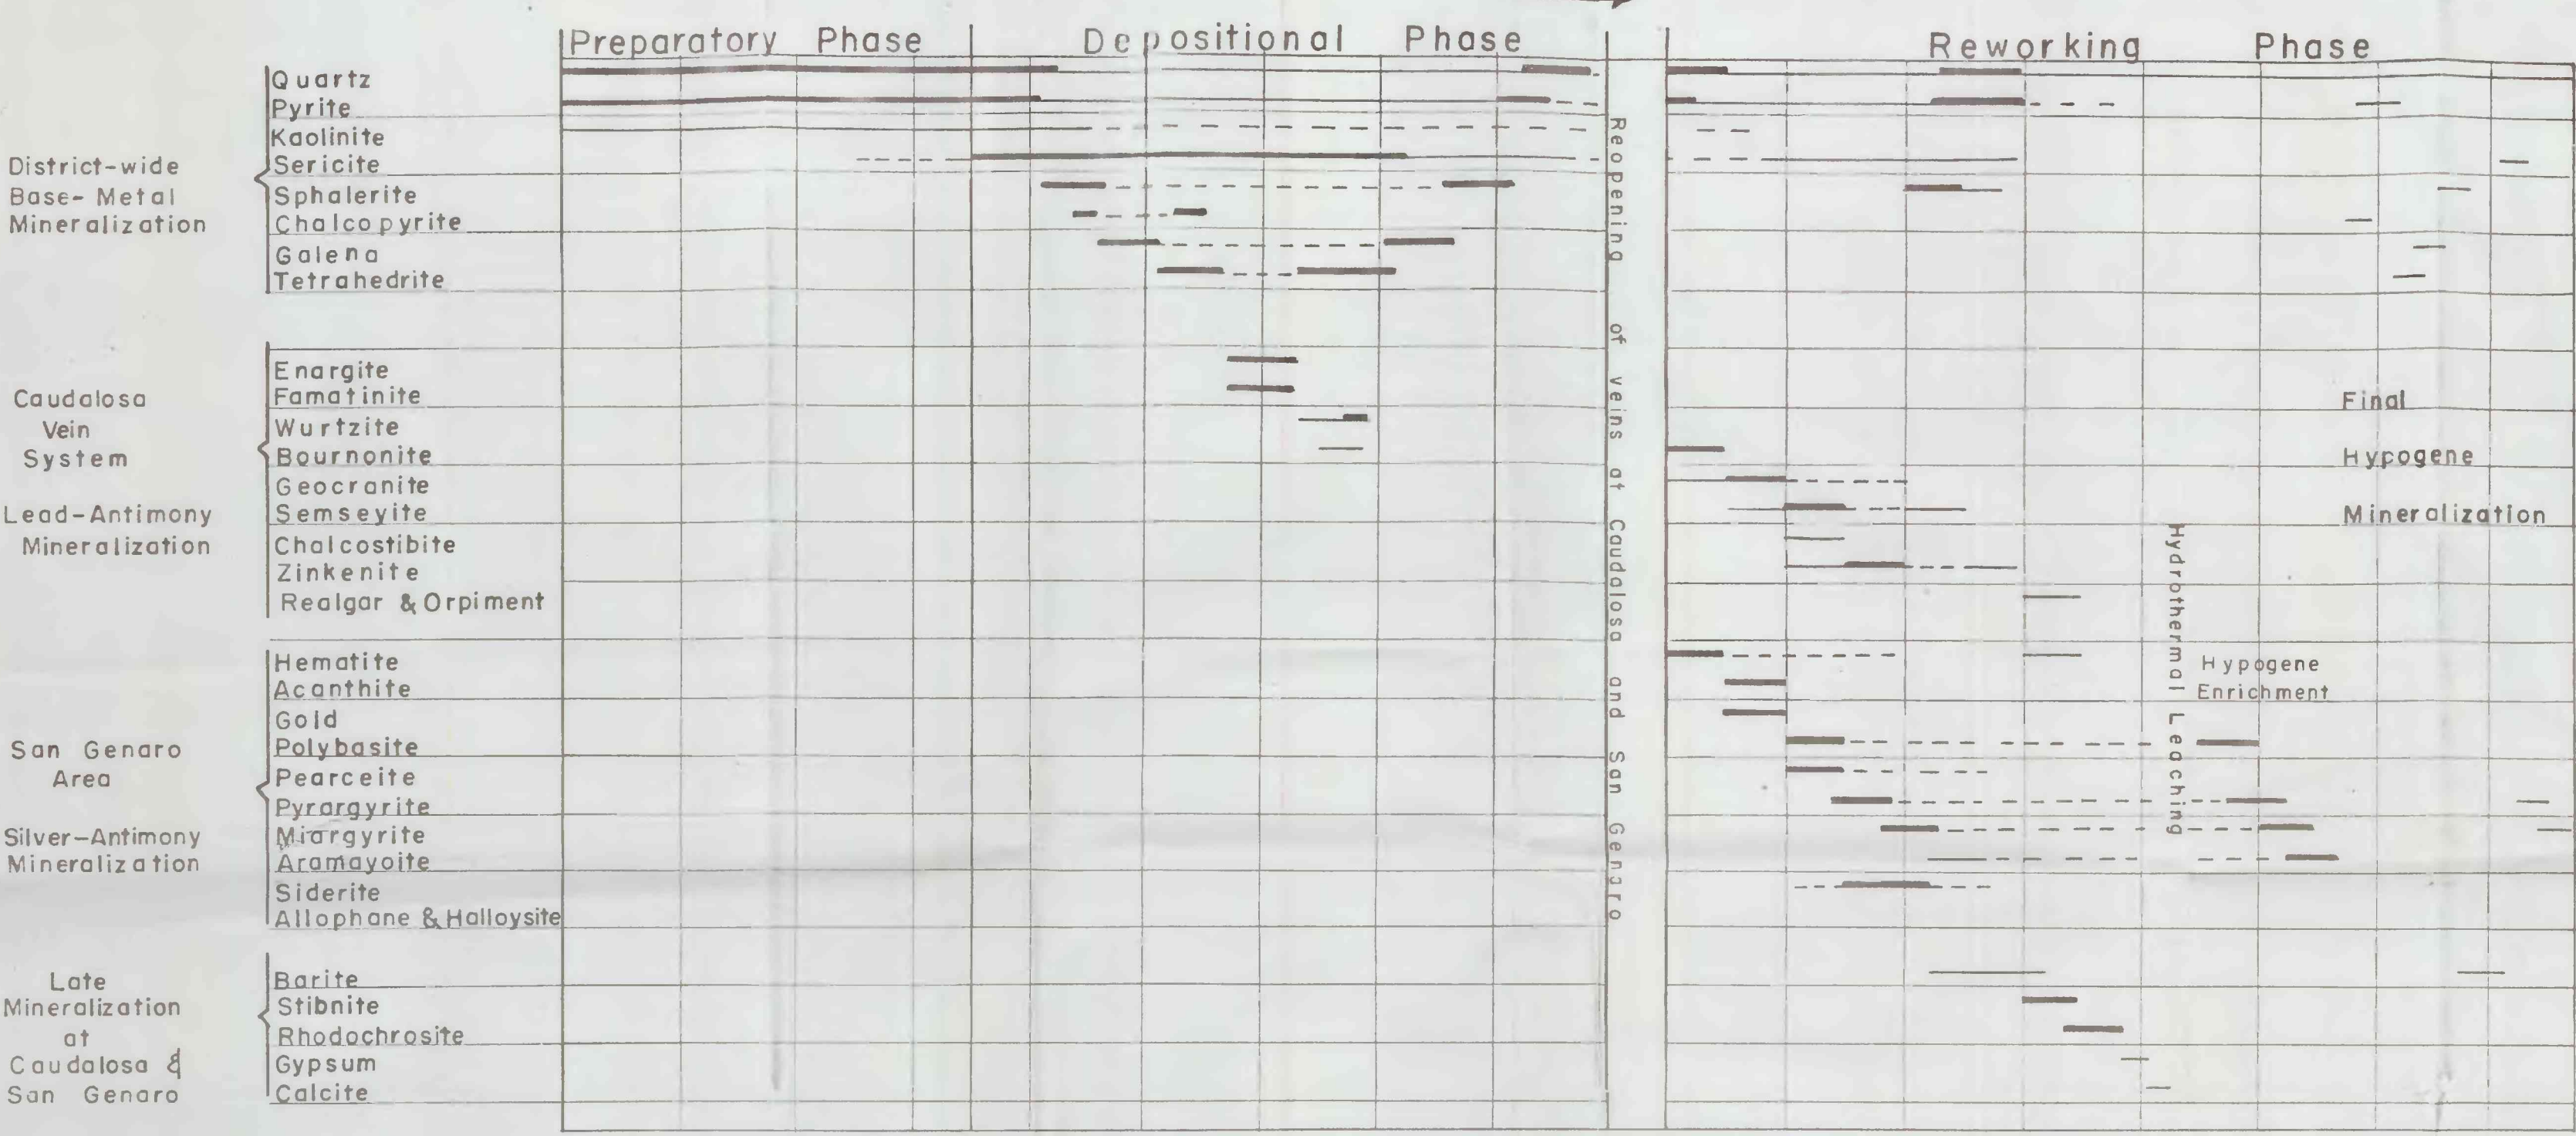 Preparatory Phase
Depositional Phase
Reworking Phase
District-wide
Base-Metal
Mineralization
Quartz
Pyrite
Kaolinite
Sericite
Sphalerite
Chalcopyrite
Galena
Tetrahedrite
Caudalosa
Vein
System
Lead-Antimony
Mineralization
Enargite
Famatinite
Wurtzite
Bournonite
Geocranite
Semseyite
Chalcostibite
Zinkenite
Realgar & Orpiment
San Genaro
Area
Silver-Antimony
Mineralization
Hematite
Acanthite
Gold
Polybasite
Pearceite
Pyrargyrite
Miargyrite
Aramayoite
Siderite
Allophane & Halloysite
Late
Mineralization
at
Caudalosa &
San Genaro
Barite
Stibnite
Rhodochrosite
Gypsum
Calcite
Reopening of veins at Caudalosa and San Genaro
Hydrothermal Leaching
Hypogene
Enrichment
Final
Hypogene
Mineralization